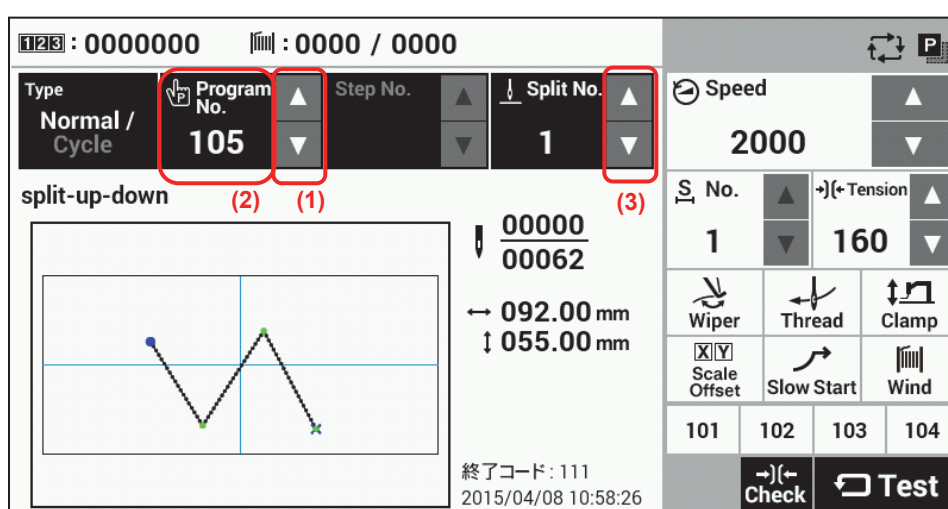 123 : 0000000 : 0000 / 0000
P
Type
Normal /
Cycle
P
Program
No.
105
Step No.
Split No.
1
Speed
2000
split-up-down
(2)
(1)
(3)
S No.
1
Tension
160
00000
00062
092.00 mm
055.00 mm
Wiper
Thread
Clamp
XY
Scale
Offset
Slow Start
Wind
101 102 103 104
終了コード: 111
2015/04/08 10:58:26
Check
Test